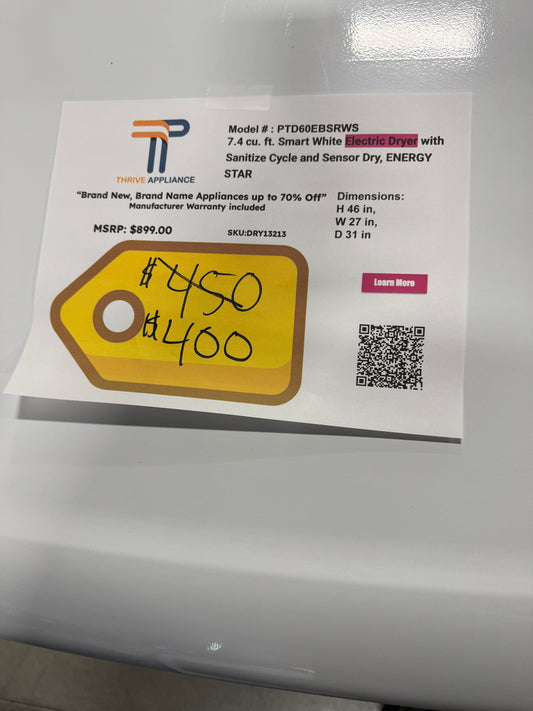 THRIVE APPLIANCE
Model # : PTD60EBSRWS
7.4 cu. ft. Smart White Electric Dryer with
Sanitize Cycle and Sensor Dry, ENERGY
STAR
“Brand New, Brand Name Appliances up to 70% Off”
Manufacturer Warranty included
Dimensions:
H 46 in,
W 27 in,
D 31 in
MSRP: $899.00
SKU:DRY13213
$450
$400
Learn More